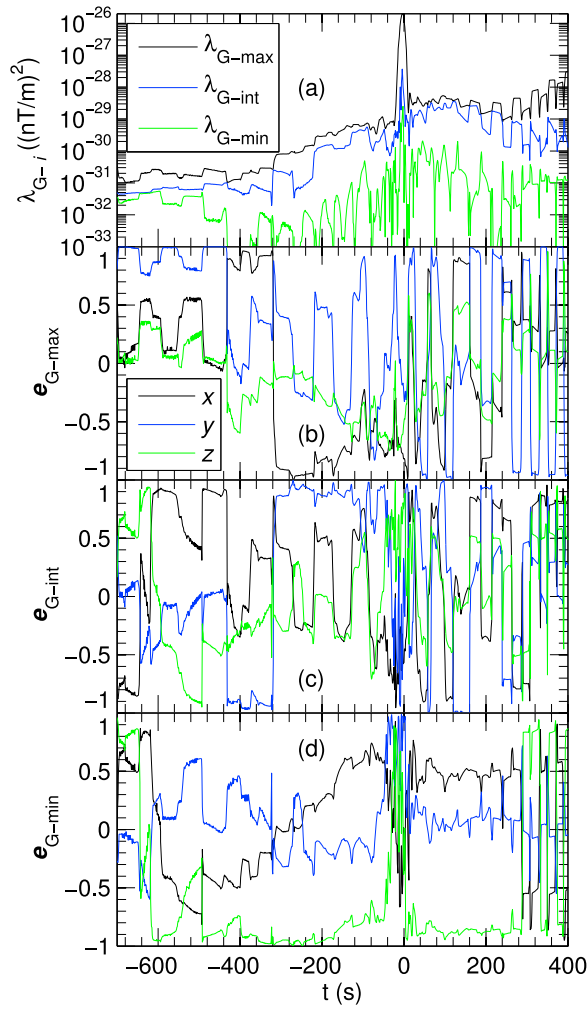 10⁻²⁶
10⁻²⁷
10⁻²⁸
10⁻²⁹
10⁻³⁰
10⁻³¹
10⁻³²
10⁻³³
λG-i ((nT/m)²)
λG-max
λG-int
λG-min
(a)
1
0.5
0
−0.5
−1
eG-max
x
y
z
(b)
1
0.5
0
−0.5
−1
eG-int
(c)
1
0.5
0
−0.5
−1
eG-min
(d)
−600 −400 −200 0 200 400
t (s)